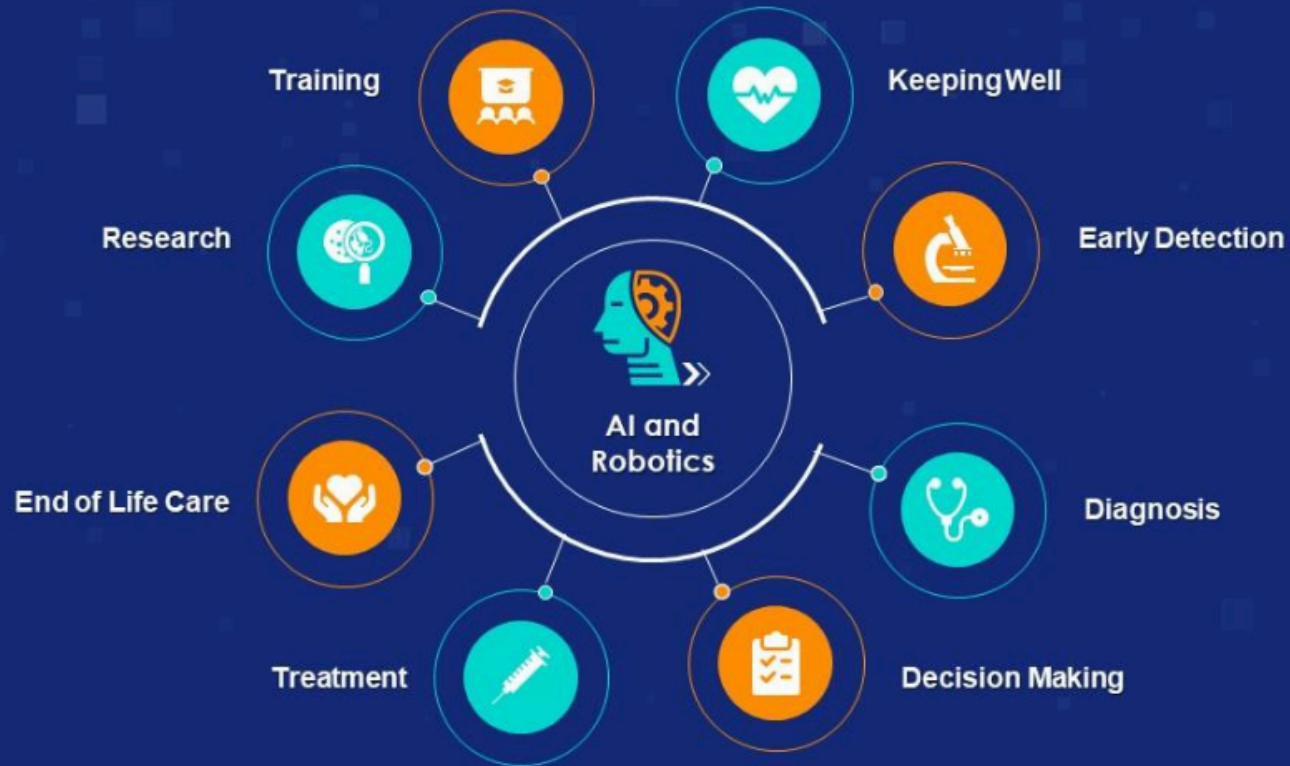 Training
Keeping Well
Research
Early Detection
AI and
Robotics
End of Life Care
Diagnosis
Treatment
Decision Making